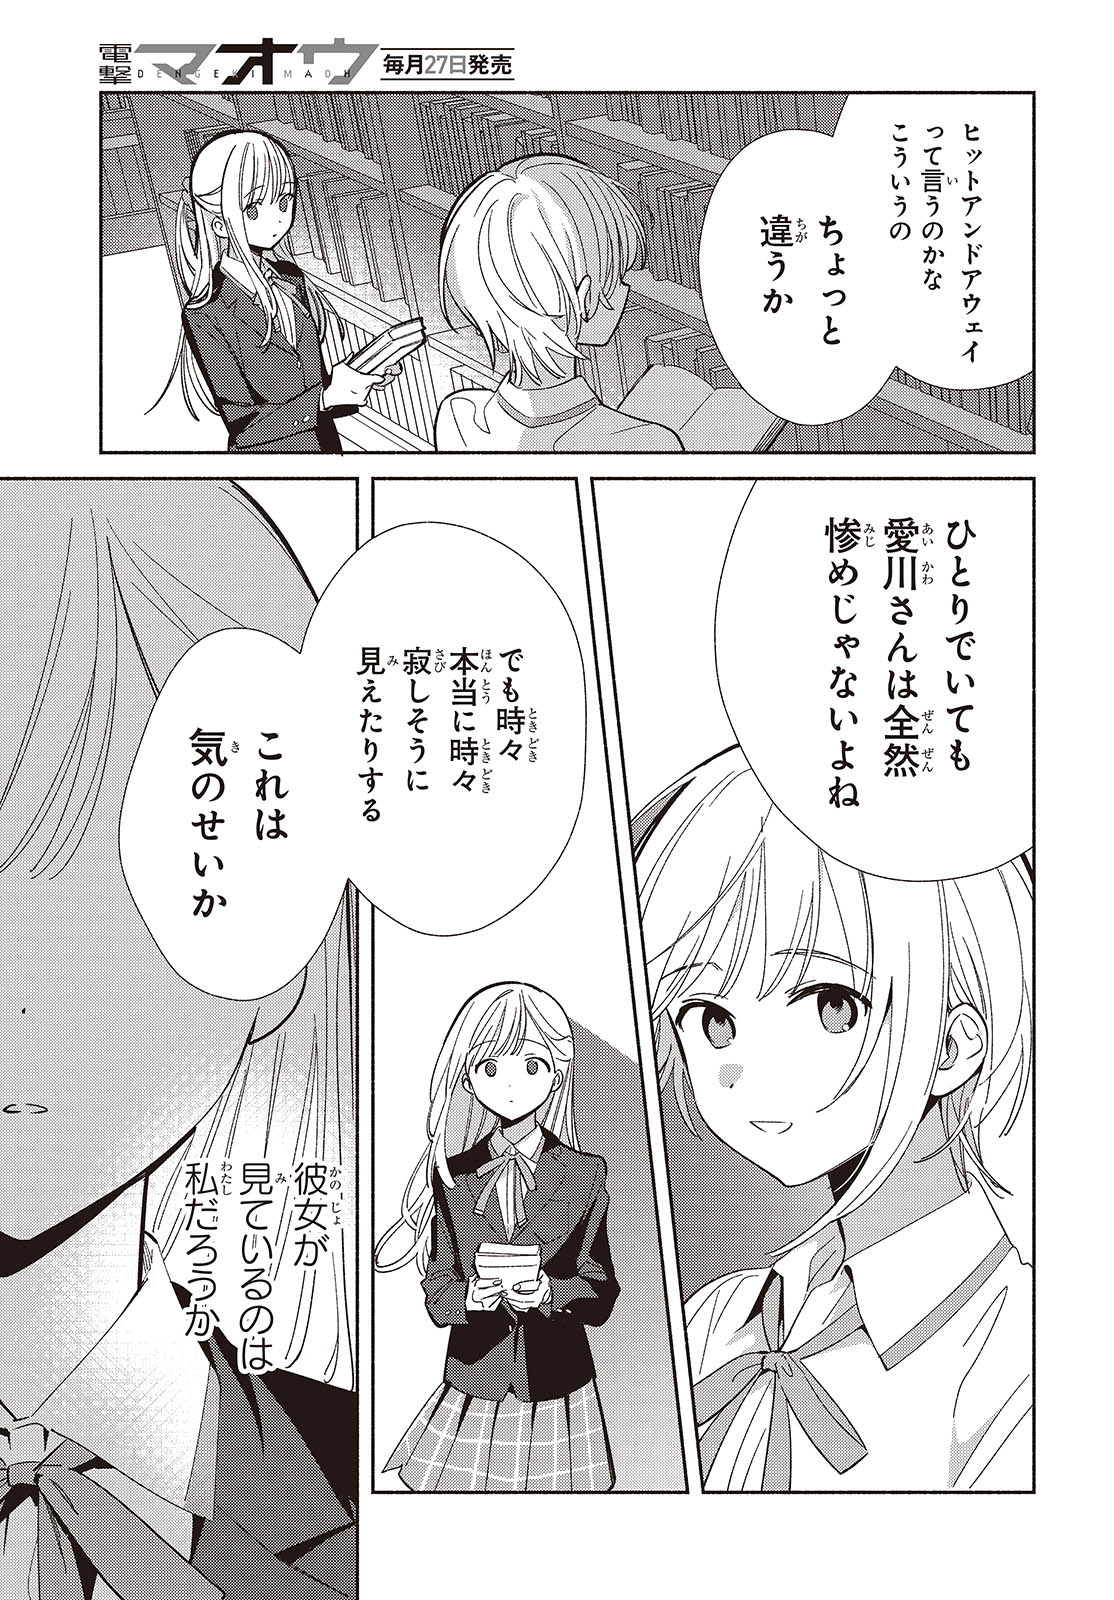 電撃マオウ
DENGEKI MAOH
毎月27日発売
ヒットアンドアウェイ
って言うのかな
こういうの
ちょっと
違うか
ひとりでいても
愛川さんは全然
惨めじゃないよね
でも時々
本当に時々
寂しそうに
見えたりする
これは
気のせいか
彼女が
見ているのは
私だろうか